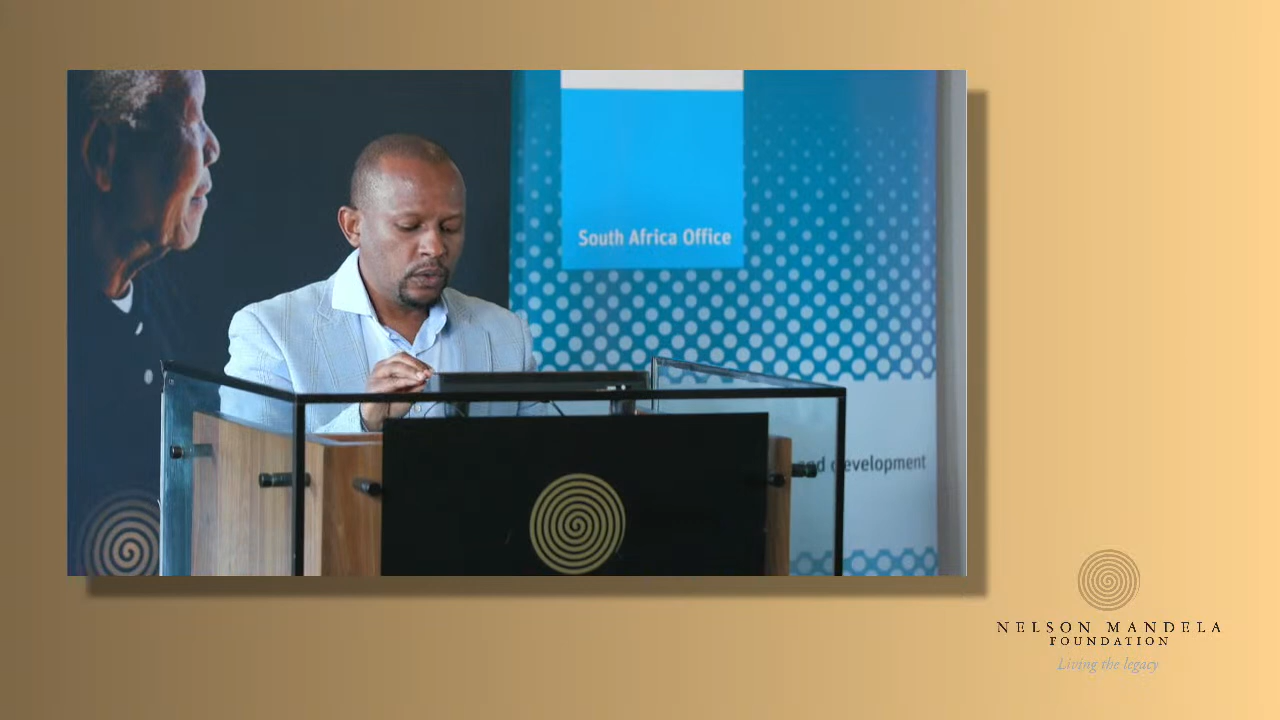 South Africa Office
development
NELSON MANDELA
FOUNDATION
Living the legacy